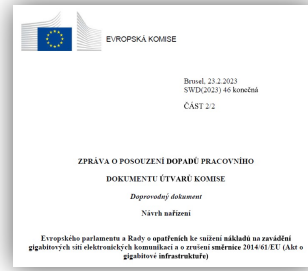 EVROPSKÁ KOMISE
Brusel, 23.2.2023
SWD(2023) 46 konečná
ČÁST 2/2
ZPRÁVA O POSOUZENÍ DOPADŮ PRACOVNÍHO
DOKUMENTU ÚTVARŮ KOMISE
Doprovodný dokument
Návrh nařízení
Evropského parlamentu a Rady o opatřeních ke snížení nákladů na zavádění
gigabitových sítí elektronických komunikací a o zrušení směrnice 2014/61/EU (Akt o
gigabitové infrastruktuře)